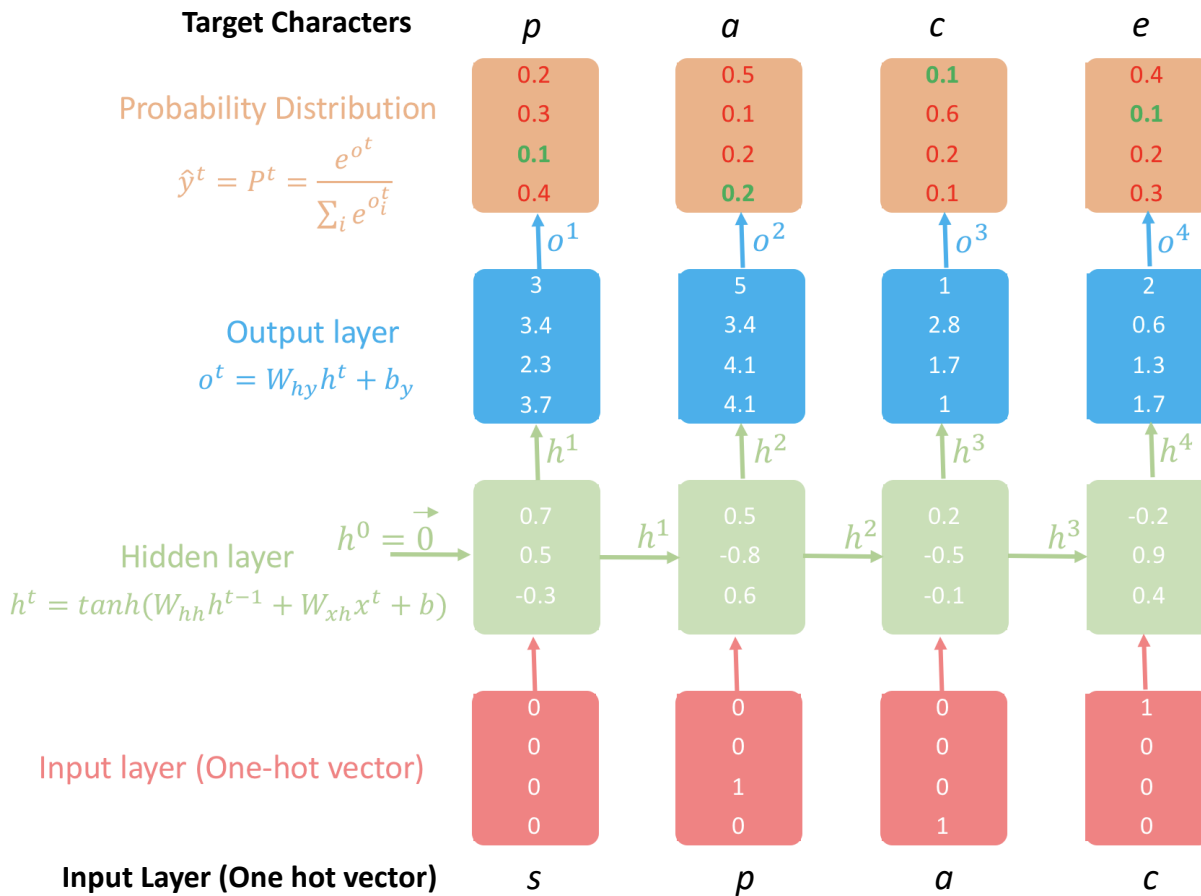 Target Characters p a c e
Probability Distribution
ŷ^t = P^t = e^{o^t} / ∑_i e^{o_i^t}
0.2 0.5 0.1 0.4
0.3 0.1 0.6 0.1
0.1 0.2 0.2 0.2
0.4 0.2 0.1 0.3
o^1 o^2 o^3 o^4
Output layer
o^t = W_{hy}h^t + b_y
3 5 1 2
3.4 3.4 2.8 0.6
2.3 4.1 1.7 1.3
3.7 4.1 1 1.7
h^1 h^2 h^3 h^4
h^0 = \vec{0}
Hidden layer
h^t = tanh(W_{hh}h^{t-1} + W_{xh}x^t + b)
0.7 0.5 0.2 -0.2
0.5 -0.8 -0.5 0.9
-0.3 0.6 -0.1 0.4
h^1 h^2 h^3
Input layer (One-hot vector)
0 0 0 1
0 0 0 0
0 1 0 0
0 0 1 0
Input Layer (One hot vector) s p a c